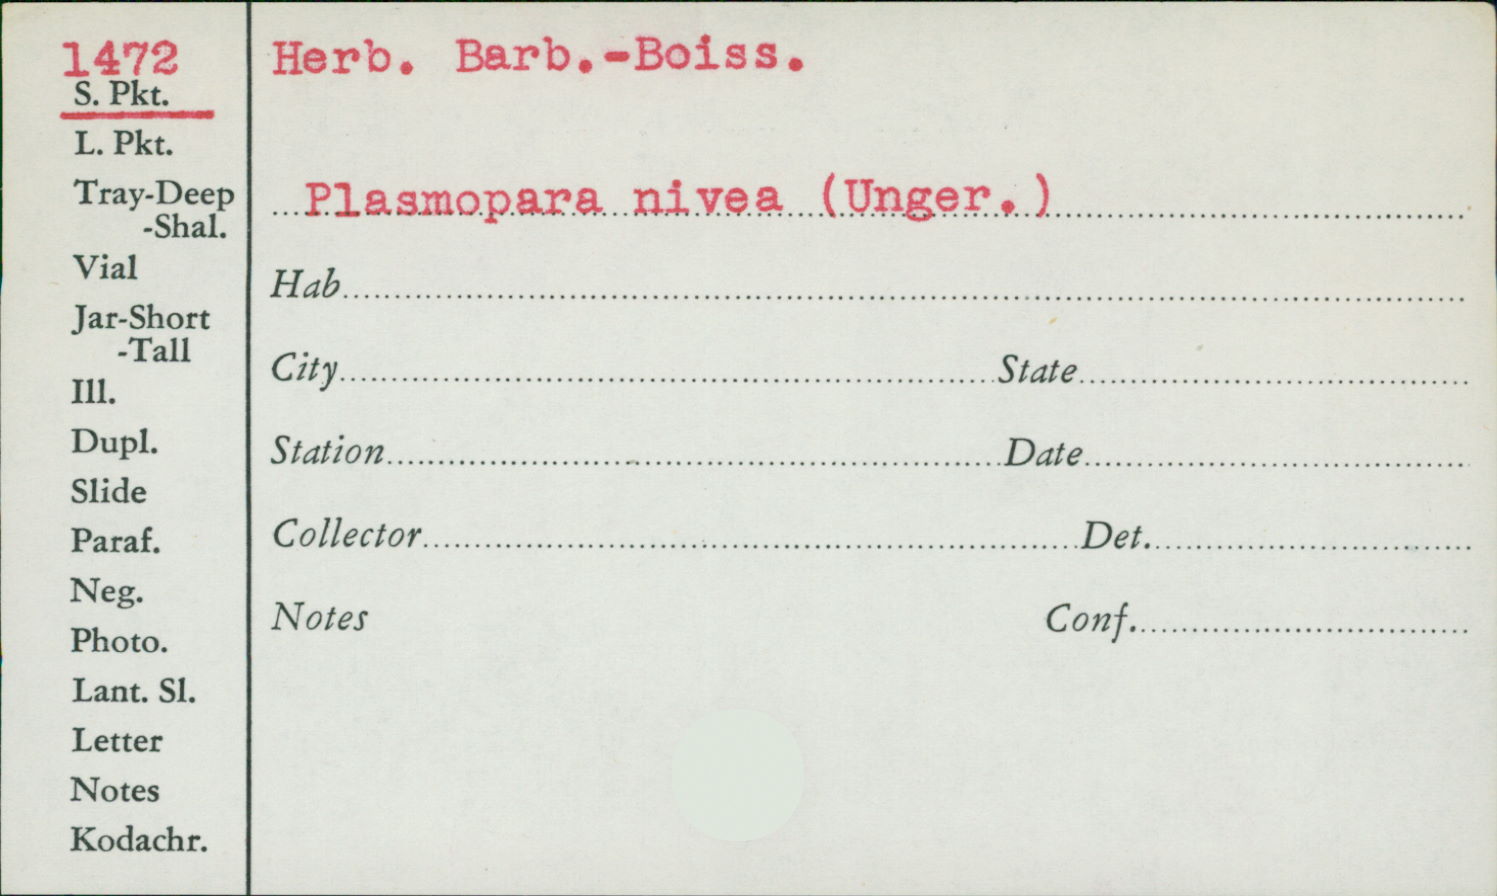 1472
S. Pkt.
L. Pkt.
Tray-Deep
-Shal.
Vial
Jar-Short
-Tall
Ill.
Dupl.
Slide
Paraf.
Neg.
Photo.
Lant. Sl.
Letter
Notes
Kodachr.
Herb. Barb.-Boiss.
Plasmopara nivea (Unger.)
Hab
City State
Station Date
Collector Det.
Notes Conf.